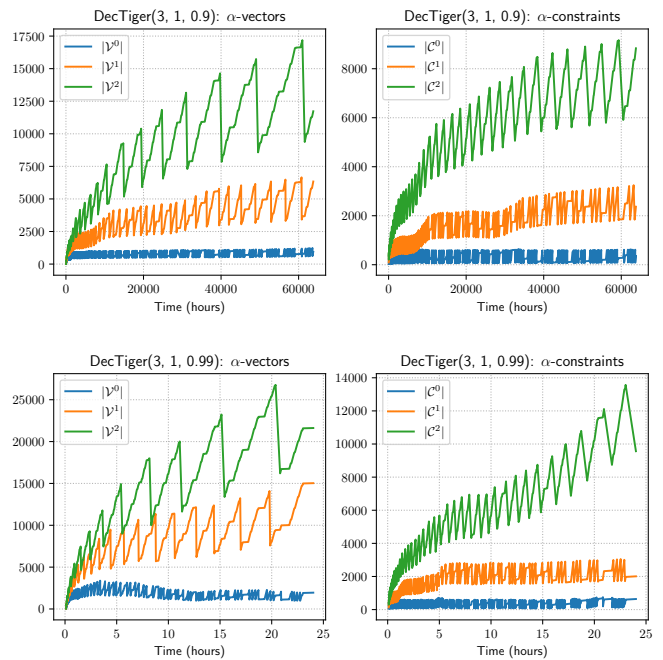 DecTiger(3, 1, 0.9): α-vectors
17500
15000
12500
10000
7500
5000
2500
0
|𝒱⁰|
|𝒱¹|
|𝒱²|
0 20000 40000 60000
Time (hours)
DecTiger(3, 1, 0.9): α-constraints
8000
6000
4000
2000
0
|𝒞⁰|
|𝒞¹|
|𝒞²|
0 20000 40000 60000
Time (hours)
DecTiger(3, 1, 0.99): α-vectors
25000
20000
15000
10000
5000
0
|𝒱⁰|
|𝒱¹|
|𝒱²|
0 5 10 15 20 25
Time (hours)
DecTiger(3, 1, 0.99): α-constraints
14000
12000
10000
8000
6000
4000
2000
0
|𝒞⁰|
|𝒞¹|
|𝒞²|
0 5 10 15 20 25
Time (hours)